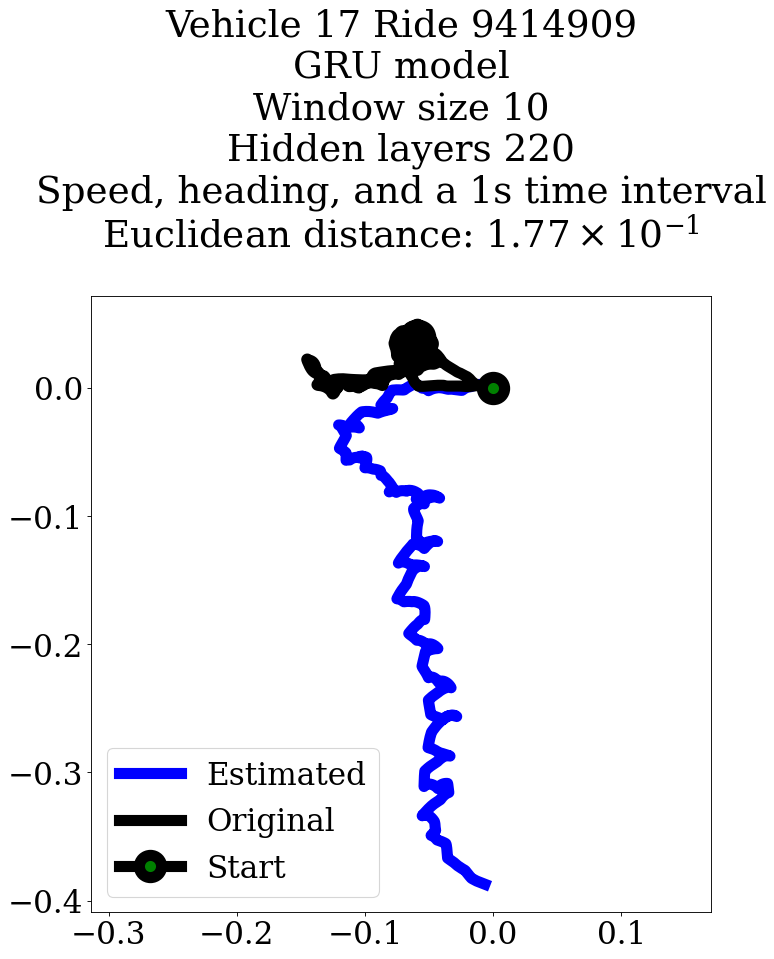 Vehicle 17 Ride 9414909
GRU model
Window size 10
Hidden layers 220
Speed, heading, and a 1s time interval
Euclidean distance: 1.77 × 10⁻¹
0.0
−0.1
−0.2
−0.3
−0.4
Estimated
Original
Start
−0.3 −0.2 −0.1 0.0 0.1